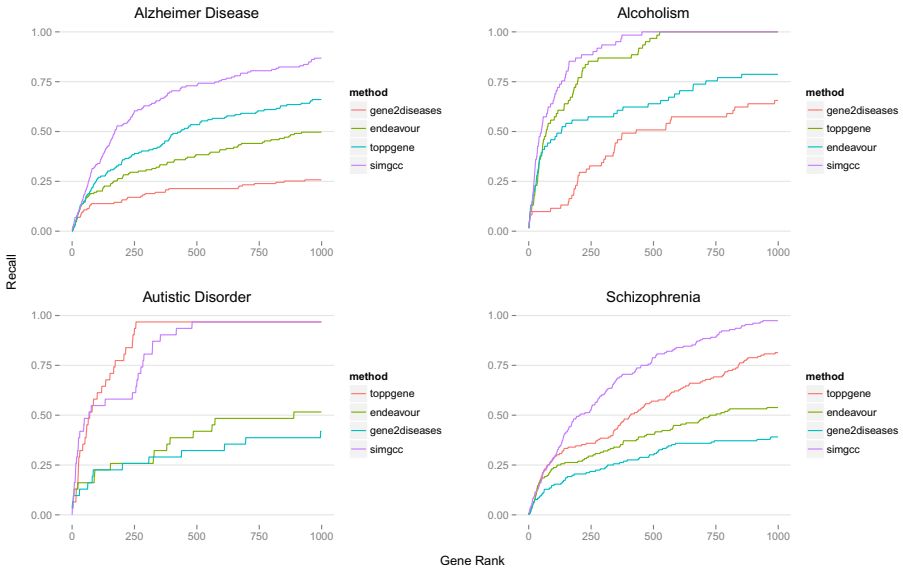 Alzheimer Disease
1.00
0.75
0.50
0.25
0.00
0 250 500 750 1000
method
gene2diseases
endeavour
toppgene
simgcc
Alcoholism
1.00
0.75
0.50
0.25
0.00
0 250 500 750 1000
method
gene2diseases
toppgene
endeavour
simgcc
Recall
Autistic Disorder
1.00
0.75
0.50
0.25
0.00
0 250 500 750 1000
method
toppgene
endeavour
gene2diseases
simgcc
Schizophrenia
1.00
0.75
0.50
0.25
0.00
0 250 500 750 1000
method
toppgene
endeavour
gene2diseases
simgcc
Gene Rank